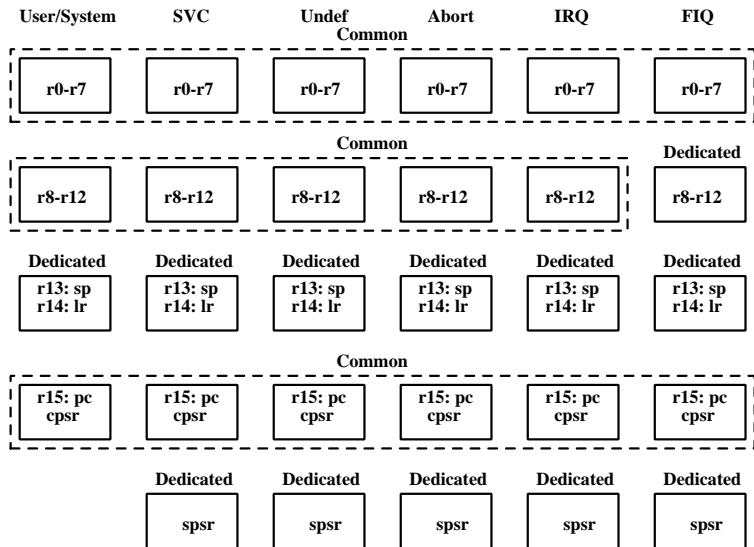 User/System SVC Undef Abort IRQ FIQ
Common
r0-r7 r0-r7 r0-r7 r0-r7 r0-r7 r0-r7
Common
Dedicated
r8-r12 r8-r12 r8-r12 r8-r12 r8-r12 r8-r12
Dedicated Dedicated Dedicated Dedicated Dedicated Dedicated
r13: sp r13: sp r13: sp r13: sp r13: sp r13: sp
r14: lr r14: lr r14: lr r14: lr r14: lr r14: lr
Common
r15: pc r15: pc r15: pc r15: pc r15: pc r15: pc
cpsr cpsr cpsr cpsr cpsr cpsr
Dedicated Dedicated Dedicated Dedicated Dedicated
spsr spsr spsr spsr spsr